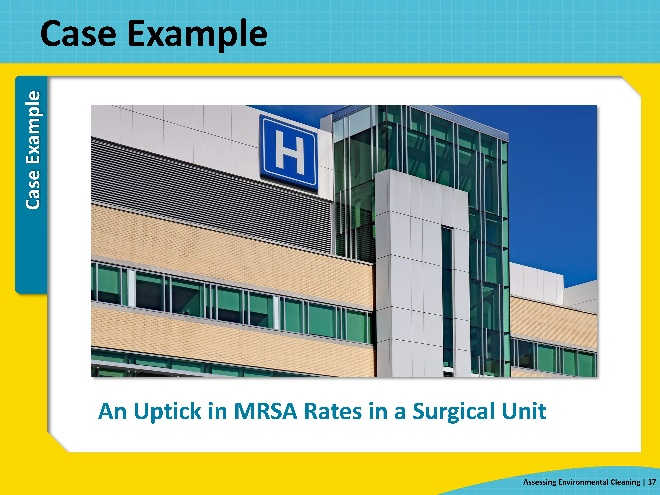 Case Example
Case Example
H
An Uptick in MRSA Rates in a Surgical Unit
Assessing Environmental Cleaning | 37